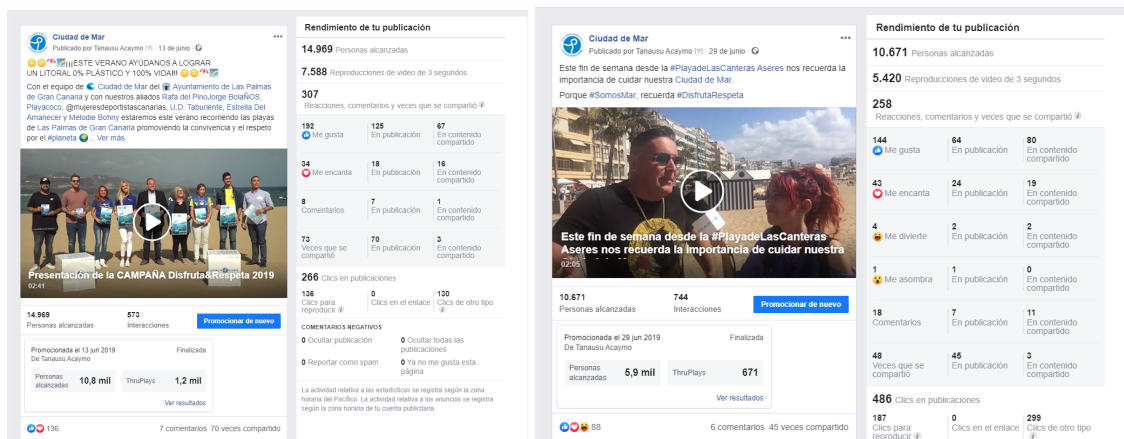 Ciudad de Mar
Publicado por Tanausu Acaymo [?] · 13 de junio ·
¡¡¡ESTE VERANO AYÚDANOS A LOGRAR
UN LITORAL 0% PLÁSTICO Y 100% VIDA!!!
Con el equipo de Ciudad de Mar del Ayuntamiento de Las Palmas
de Gran Canaria y con nuestros aliados Rafa del PinoJorge BolaÑOS,
Playacoco, @mujeresdeportistascanarias, U.D. Taburiente, Estrella Del
Amanecer y Melodie Bohny estaremos este verano recorriendo las playas
de Las Palmas de Gran Canaria promoviendo la convivencia y el respeto
por el #planeta ... Ver más
Presentación de la CAMPAÑA Disfruta&Respeta 2019
02:41
14.969 573
Personas alcanzadas Interacciones Promocionar de nuevo
Promocionada el 13 jun 2019 Finalizada
De Tanausu Acaymo
Personas alcanzadas 10,8 mil ThruPlays 1,2 mil
Ver resultados
136 7 comentarios 70 veces compartido
Rendimiento de tu publicación
14.969 Personas alcanzadas
7.588 Reproducciones de video de 3 segundos
307
Reacciones, comentarios y veces que se compartió
192 125 67
Me gusta En publicación En contenido compartido
34 18 16
Me encanta En publicación En contenido compartido
8 7 1
Comentarios En publicación En contenido compartido
73 70 3
Veces que se compartió En publicación En contenido compartido
266 Clics en publicaciones
136 0 130
Clics para reproducir Clics en el enlace Clics de otro tipo
COMENTARIOS NEGATIVOS
0 Ocultar publicación 0 Ocultar todas las publicaciones
0 Reportar como spam 0 Ya no me gusta esta página
La actividad relativa a las estadísticas se registra según la zona
horaria del Pacífico. La actividad relativa a los anuncios se registra
según la zona horaria de tu cuenta publicitaria.
Ciudad de Mar
Publicado por Tanausu Acaymo [?] · 29 de junio ·
Este fin de semana desde la #PlayadeLasCanteras Aseres nos recuerda la
importancia de cuidar nuestra Ciudad de Mar.
Porque #SomosMar, recuerda #DisfrutaRespeta
Este fin de semana desde la #PlayadeLasCanteras
Aseres nos recuerda la importancia de cuidar nuestra
02:05
10.671 744
Personas alcanzadas Interacciones Promocionar de nuevo
Promocionada el 29 jun 2019 Finalizada
De Tanausu Acaymo
Personas alcanzadas 5,9 mil ThruPlays 671
Ver resultados
88 6 comentarios 45 veces compartido
Rendimiento de tu publicación
10.671 Personas alcanzadas
5.420 Reproducciones de video de 3 segundos
258
Reacciones, comentarios y veces que se compartió
144 64 80
Me gusta En publicación En contenido compartido
43 24 19
Me encanta En publicación En contenido compartido
4 2 2
Me divierte En publicación En contenido compartido
1 1 0
Me asombra En publicación En contenido compartido
18 7 11
Comentarios En publicación En contenido compartido
48 45 3
Veces que se compartió En publicación En contenido compartido
486 Clics en publicaciones
187 0 299
Clics para reproducir Clics en el enlace Clics de otro tipo